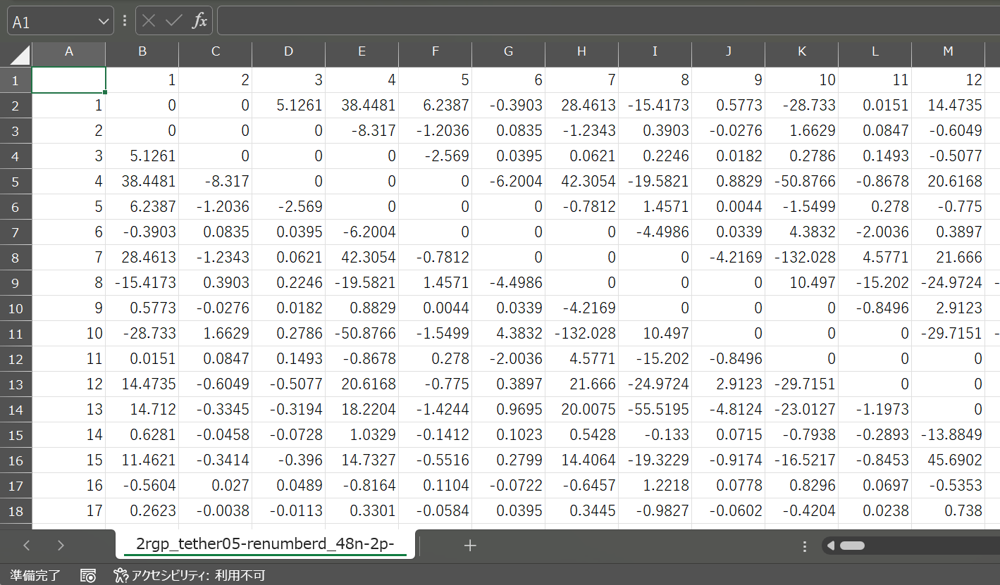 A1 fx
A B C D E F G H I J K L M
1 1 2 3 4 5 6 7 8 9 10 11 12
2 1 0 0 5.1261 38.4481 6.2387 -0.3903 28.4613 -15.4173 0.5773 -28.733 0.0151 14.4735
3 2 0 0 0 -8.317 -1.2036 0.0835 -1.2343 0.3903 -0.0276 1.6629 0.0847 -0.6049
4 3 5.1261 0 0 0 -2.569 0.0395 0.0621 0.2246 0.0182 0.2786 0.1493 -0.5077
5 4 38.4481 -8.317 0 0 0 -6.2004 42.3054 -19.5821 0.8829 -50.8766 -0.8678 20.6168
6 5 6.2387 -1.2036 -2.569 0 0 0 -0.7812 1.4571 0.0044 -1.5499 0.278 -0.775
7 6 -0.3903 0.0835 0.0395 -6.2004 0 0 0 -4.4986 0.0339 4.3832 -2.0036 0.3897
8 7 28.4613 -1.2343 0.0621 42.3054 -0.7812 0 0 0 -4.2169 -132.028 4.5771 21.666
9 8 -15.4173 0.3903 0.2246 -19.5821 1.4571 -4.4986 0 0 0 10.497 -15.202 -24.9724 -
10 9 0.5773 -0.0276 0.0182 0.8829 0.0044 0.0339 -4.2169 0 0 0 -0.8496 2.9123
11 10 -28.733 1.6629 0.2786 -50.8766 -1.5499 4.3832 -132.028 10.497 0 0 0 -29.7151 -
12 11 0.0151 0.0847 0.1493 -0.8678 0.278 -2.0036 4.5771 -15.202 -0.8496 0 0 0
13 12 14.4735 -0.6049 -0.5077 20.6168 -0.775 0.3897 21.666 -24.9724 2.9123 -29.7151 0 0
14 13 14.712 -0.3345 -0.3194 18.2204 -1.4244 0.9695 20.0075 -55.5195 -4.8124 -23.0127 -1.1973 0
15 14 0.6281 -0.0458 -0.0728 1.0329 -0.1412 0.1023 0.5428 -0.133 0.0715 -0.7938 -0.2893 -13.8849
16 15 11.4621 -0.3414 -0.396 14.7327 -0.5516 0.2799 14.4064 -19.3229 -0.9174 -16.5217 -0.8453 45.6902
17 16 -0.5604 0.027 0.0489 -0.8164 0.1104 -0.0722 -0.6457 1.2218 0.0778 0.8296 0.0697 -0.5353
18 17 0.2623 -0.0038 -0.0113 0.3301 -0.0584 0.0395 0.3445 -0.9827 -0.0602 -0.4204 0.0238 0.738
2rgp_tether05-renumberd_48n-2p-
準備完了 アクセシビリティ: 利用不可